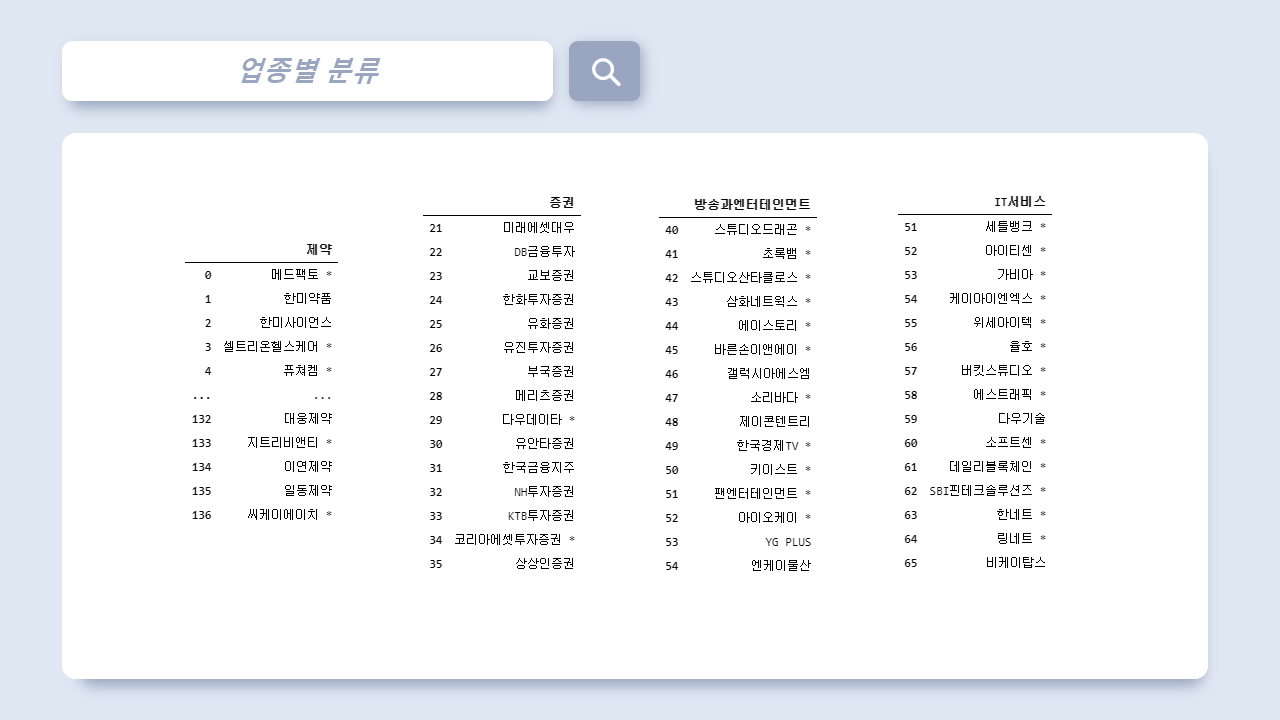 업종별 분류
제약
0 메드팩토 *
1 한미약품
2 한미사이언스
3 셀트리온헬스케어 *
4 퓨쳐켐 *
... ...
132 대웅제약
133 지트리비앤티 *
134 이연제약
135 일동제약
136 씨케이에이치 *
증권
21 미래에셋대우
22 DB금융투자
23 교보증권
24 한화투자증권
25 유화증권
26 유진투자증권
27 부국증권
28 메리츠증권
29 다우데이타 *
30 유안타증권
31 한국금융지주
32 NH투자증권
33 KTB투자증권
34 코리아에셋투자증권 *
35 상상인증권
방송과엔터테인먼트
40 스튜디오드래곤 *
41 초록뱀 *
42 스튜디오산타클로스 *
43 삼화네트웍스 *
44 에이스토리 *
45 바른손이앤에이 *
46 갤럭시아에스엠
47 소리바다 *
48 제이콘텐트리
49 한국경제TV *
50 키이스트 *
51 팬엔터테인먼트 *
52 아이오케이 *
53 YG PLUS
54 엔케이물산
IT서비스
51 세틀뱅크 *
52 아이티센 *
53 가비아 *
54 케이아이엔엑스 *
55 위세아이텍 *
56 율호 *
57 버킷스튜디오 *
58 에스트래픽 *
59 다우기술
60 소프트센 *
61 데일리블록체인 *
62 SBI핀테크솔루션즈 *
63 한네트 *
64 링네트 *
65 비케이탑스